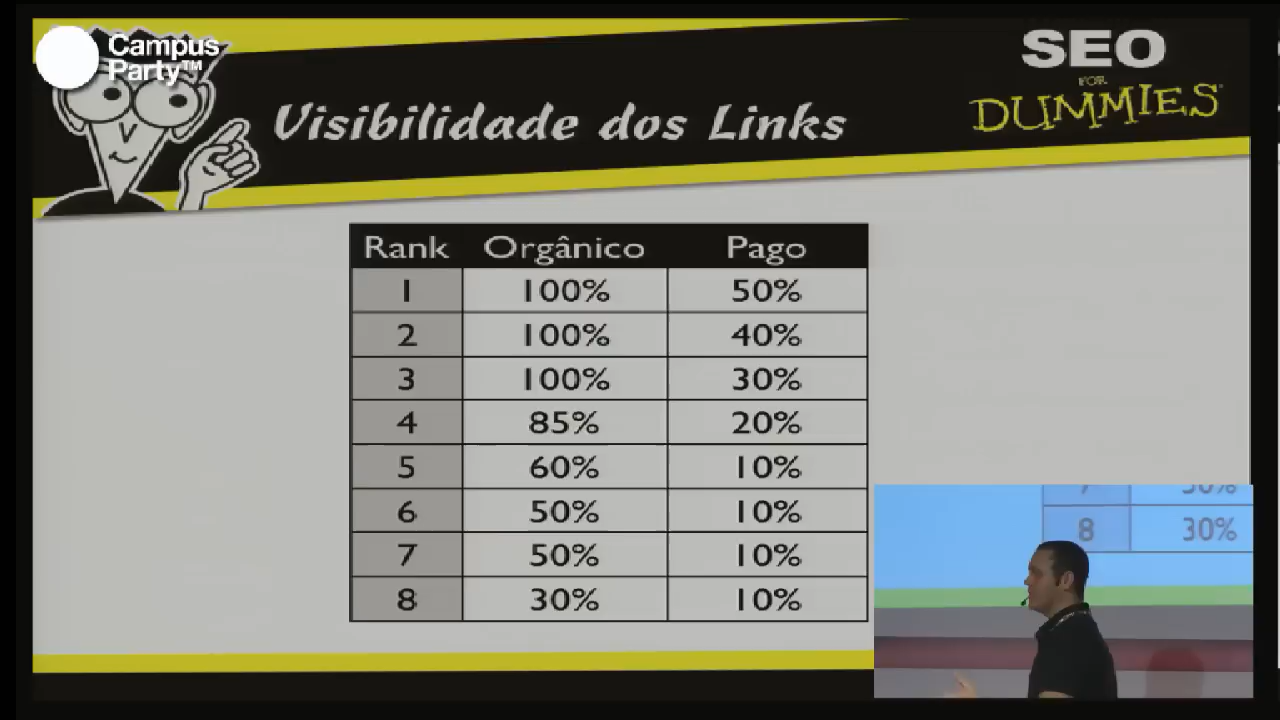 Campus
Party™
SEO
FOR
DUMMIES
Visibilidade dos Links
Rank Orgânico Pago
1 100% 50%
2 100% 40%
3 100% 30%
4 85% 20%
5 60% 10%
6 50% 10%
7 50% 10%
8 30% 10%
8 30%